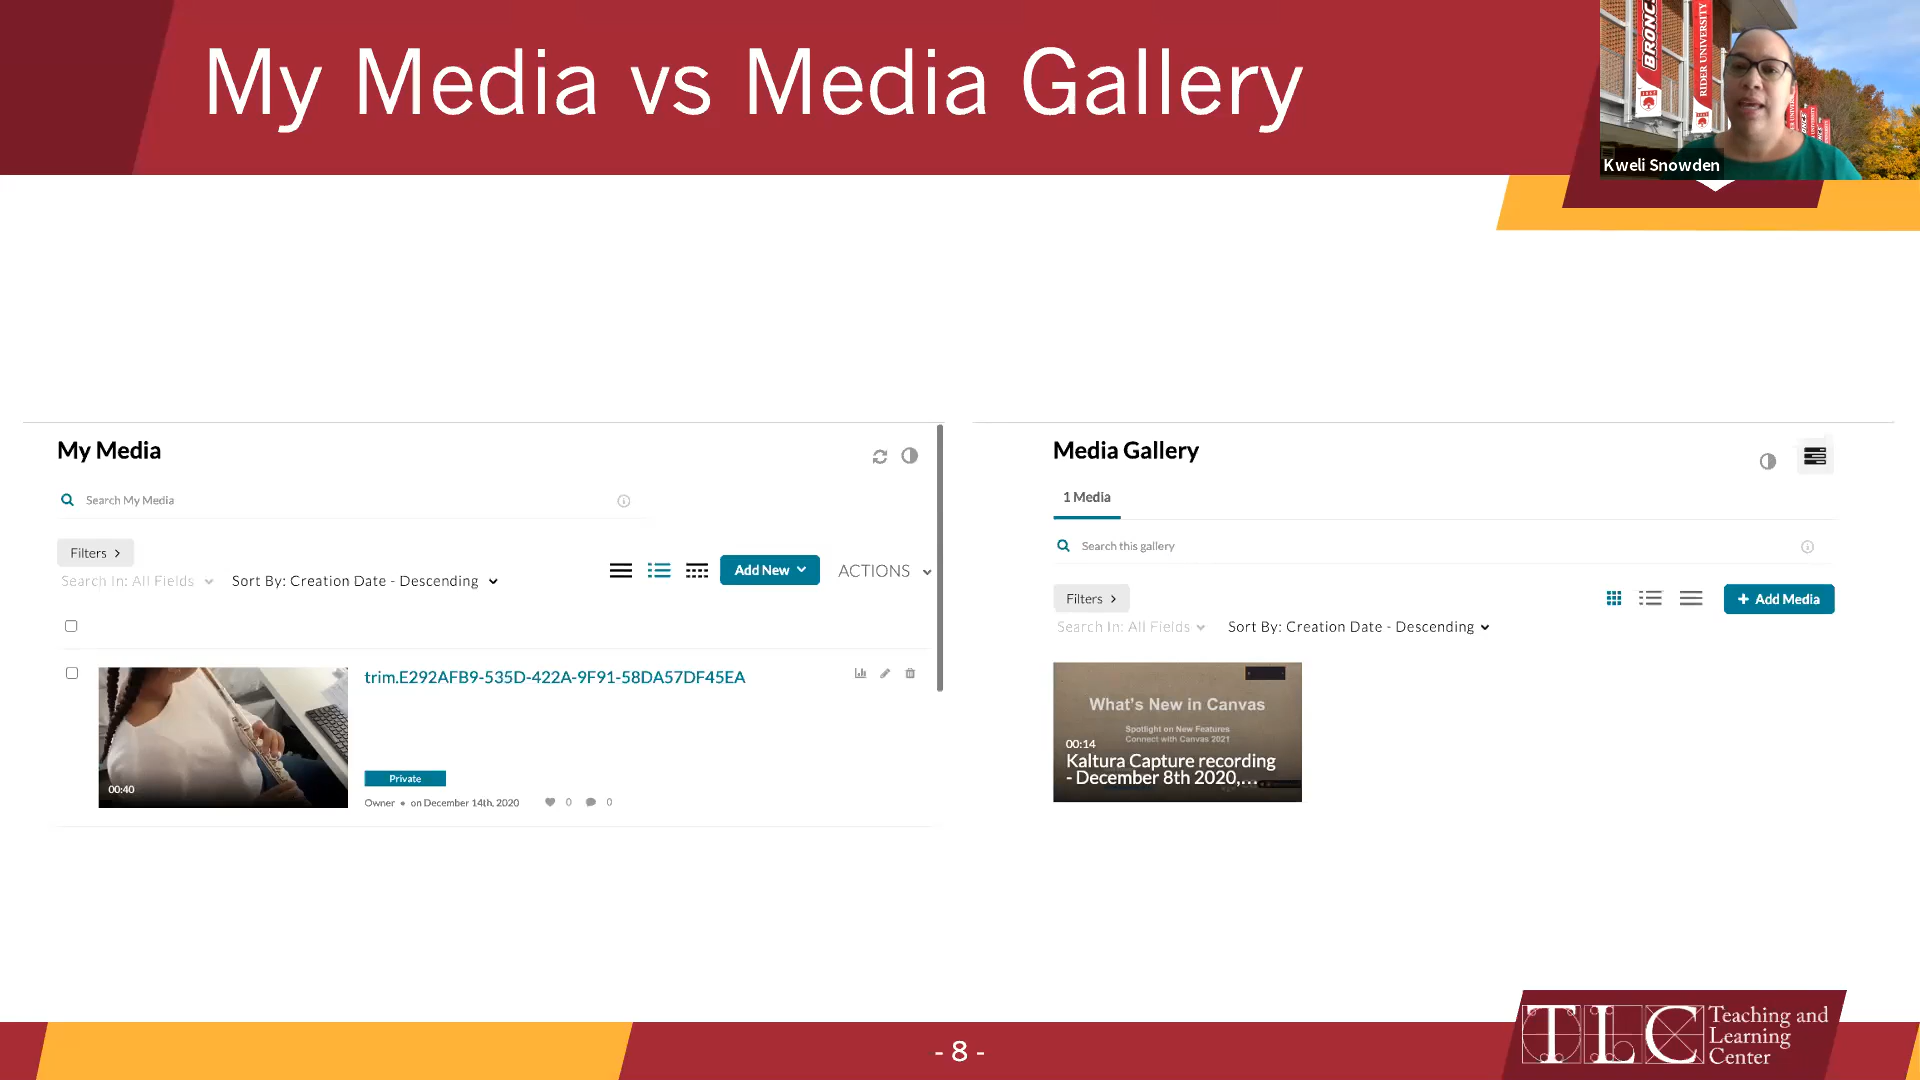 My Media vs Media Gallery
BRONCS
RIDER UNIVERSITY
Kweli Snowden
My Media
Search My Media
Filters
Search In: All Fields
Sort By: Creation Date - Descending
Add New
ACTIONS
trim.E292AFB9-535D-422A-9F91-58DA57DF45EA
00:40
Private
Owner • on December 14th, 2020
0
0
Media Gallery
1 Media
Search this gallery
Filters
Search In: All Fields
Sort By: Creation Date - Descending
+ Add Media
What's New in Canvas
Spotlight on New Features
Connect with Canvas 2021
00:14
Kaltura Capture recording
- December 8th 2020,...
- 8 -
TLC
Teaching and
Learning
Center